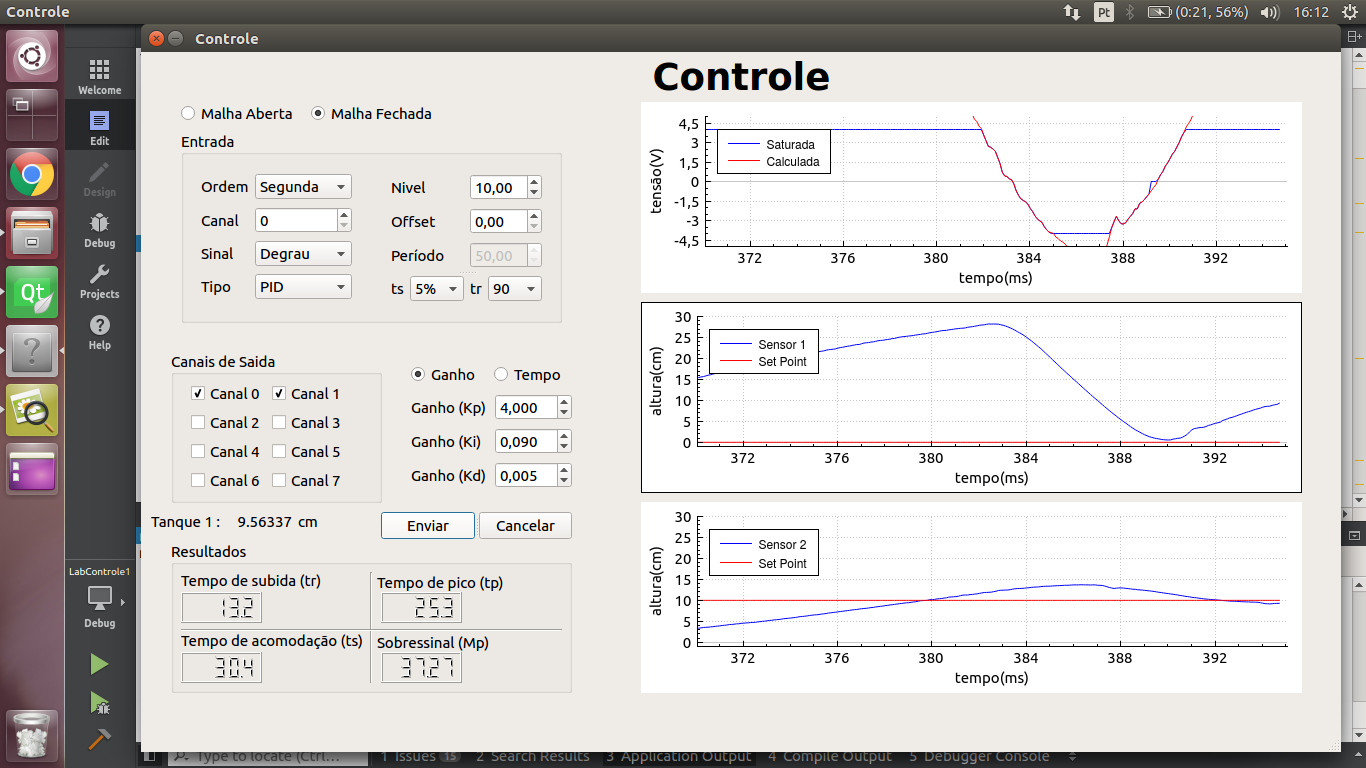 Controle
Pt
(0:21, 56%)
16:12
Controle
Welcome
Edit
Design
Debug
Projects
Help
LabControle1
Debug
Malha Aberta
Malha Fechada
Entrada
Ordem Segunda
Nivel 10,00
Canal 0
Offset 0,00
Sinal Degrau
Período 50,00
Tipo PID
ts 5% tr 90
Canais de Saida
Canal 0 Canal 1
Canal 2 Canal 3
Canal 4 Canal 5
Canal 6 Canal 7
Ganho Tempo
Ganho (Kp) 4,000
Ganho (Ki) 0,090
Ganho (Kd) 0,005
Tanque 1 : 9.56337 cm
Enviar Cancelar
Resultados
Tempo de subida (tr)
13.2
Tempo de pico (tp)
25.3
Tempo de acomodação (ts)
30.4
Sobressinal (Mp)
37.27
Controle
tensão(V)
4,5
3
1,5
0
-1,5
-3
-4,5
Saturada
Calculada
372 376 380 384 388 392
tempo(ms)
altura(cm)
30
25
20
15
10
5
0
Sensor 1
Set Point
372 376 380 384 388 392
tempo(ms)
altura(cm)
30
25
20
15
10
5
0
Sensor 2
Set Point
372 376 380 384 388 392
tempo(ms)
Type to locate (Ctrl...
1 Issues 15 2 Search Results 3 Application Output 4 Compile Output 5 Debugger Console